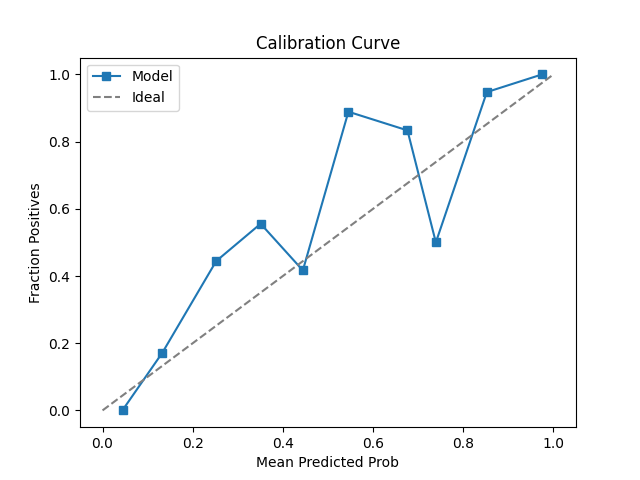 Calibration Curve
Model
Ideal
1.0
0.8
0.6
0.4
0.2
0.0
Fraction Positives
0.0 0.2 0.4 0.6 0.8 1.0
Mean Predicted Prob